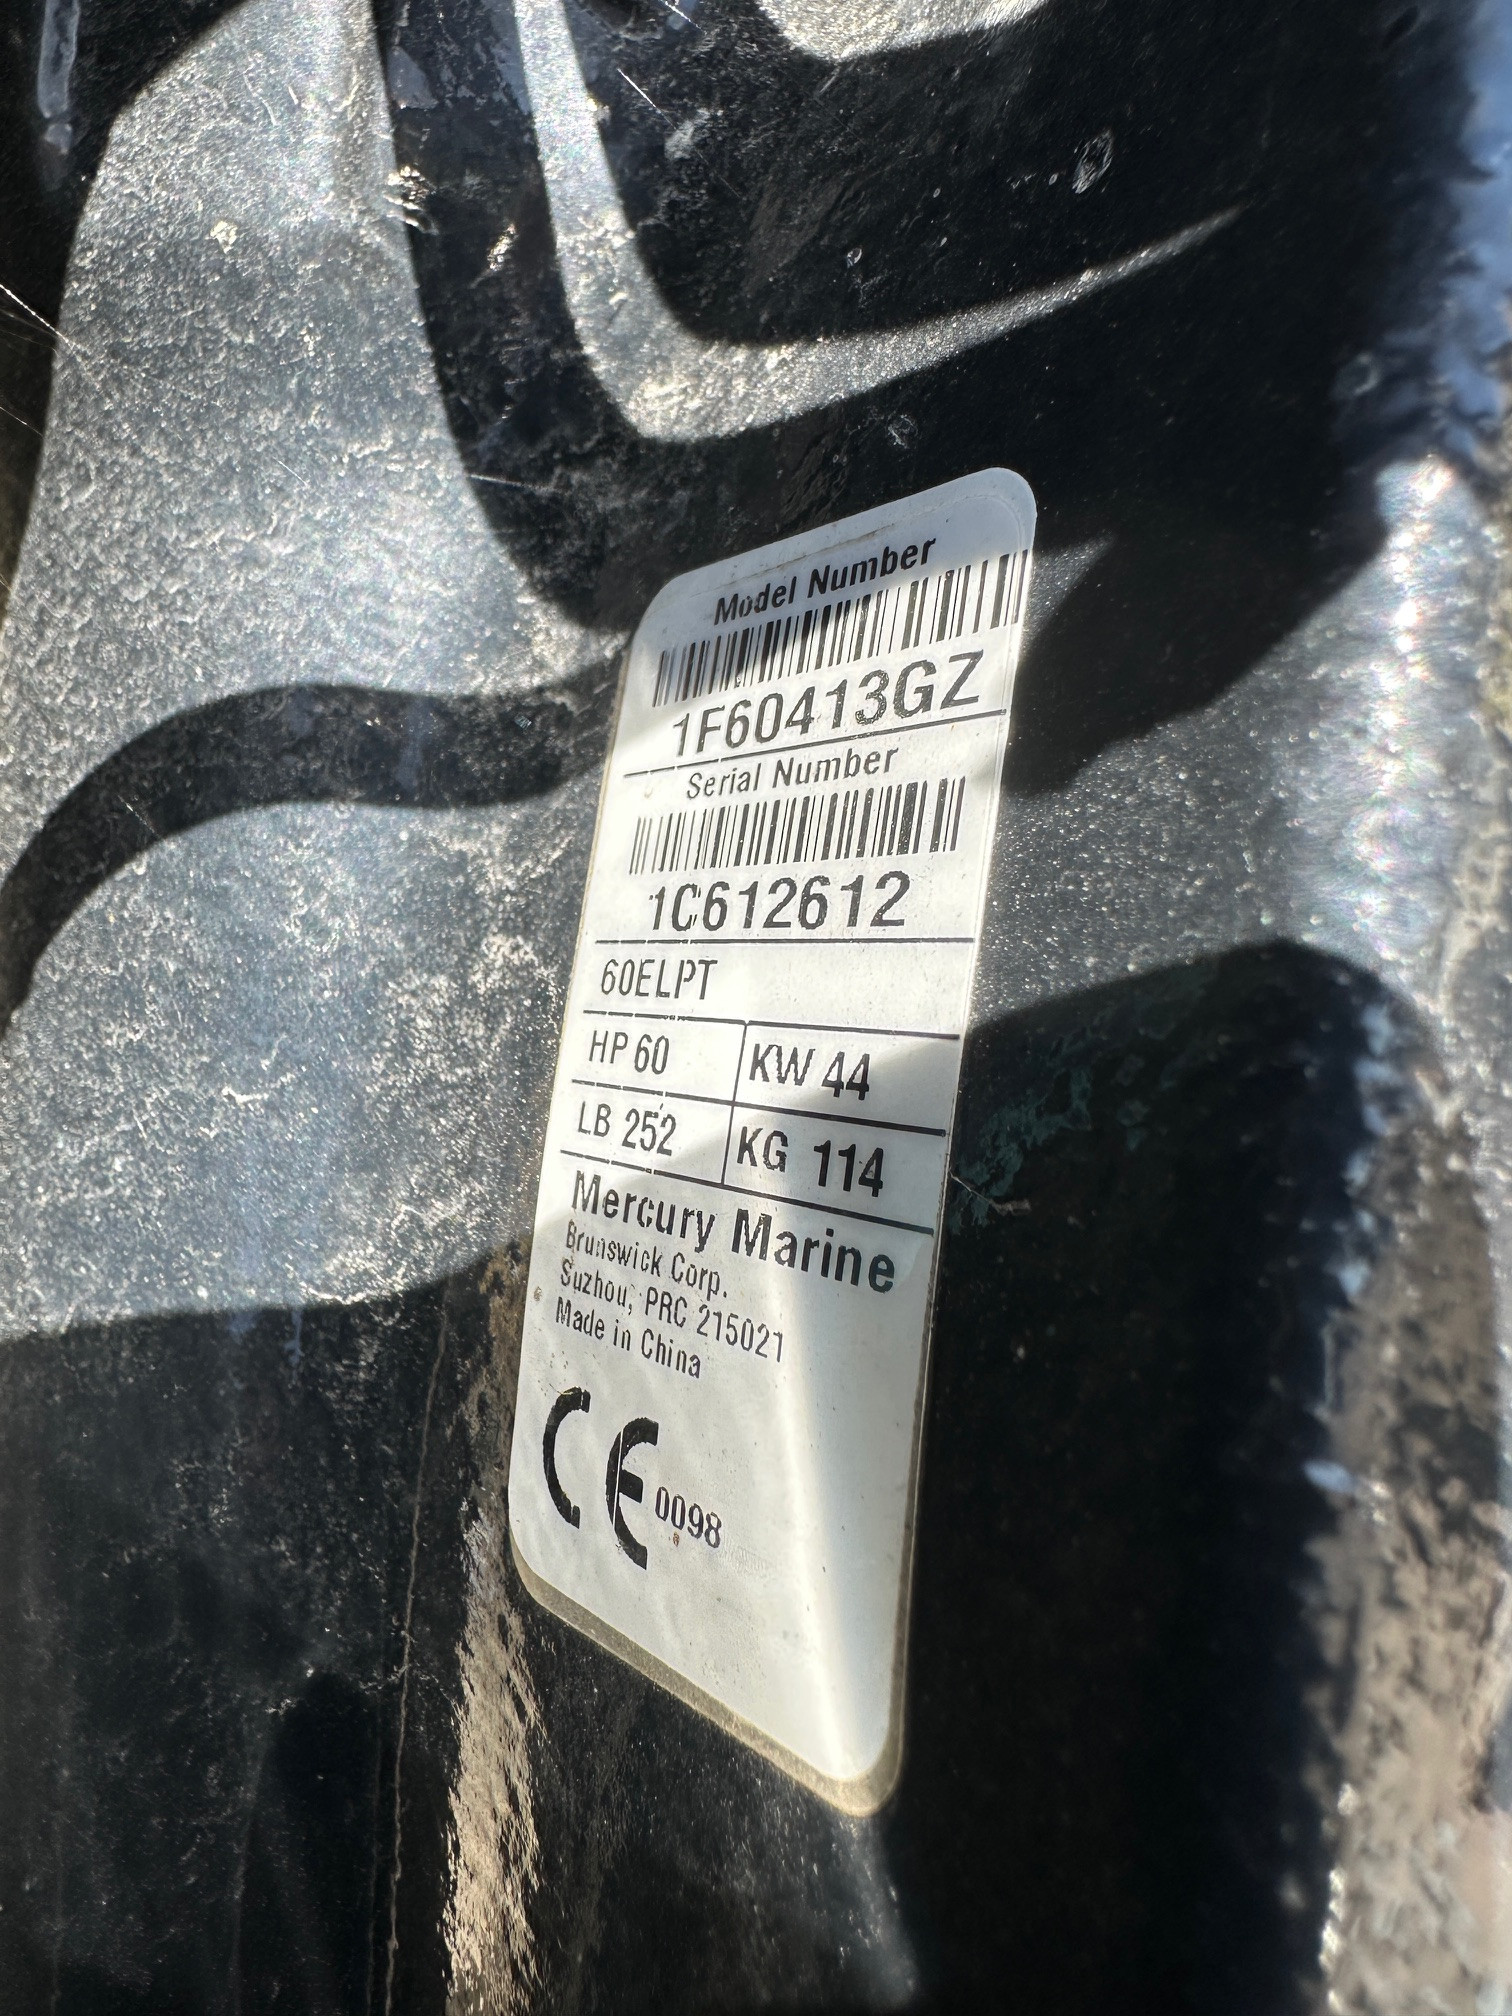 Model Number
1F60413GZ
Serial Number
1C612612
60ELPT
HP 60 KW 44
LB 252 KG 114
Mercury Marine
Brunswick Corp.
Suzhou, PRC 215021
Made in China
CE 0098